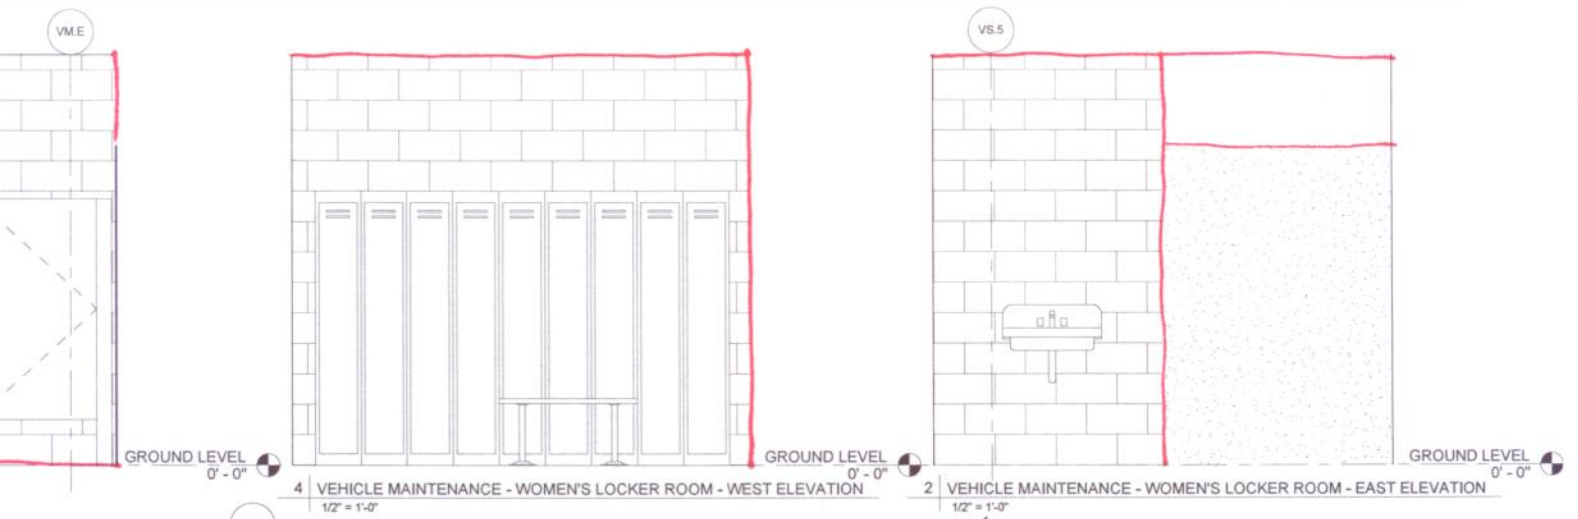 VM.E
VS.5
GROUND LEVEL
0' - 0"
GROUND LEVEL
0' - 0"
GROUND LEVEL
0' - 0"
4 VEHICLE MAINTENANCE - WOMEN'S LOCKER ROOM - WEST ELEVATION
1/2" = 1'-0"
2 VEHICLE MAINTENANCE - WOMEN'S LOCKER ROOM - EAST ELEVATION
1/2" = 1'-0"